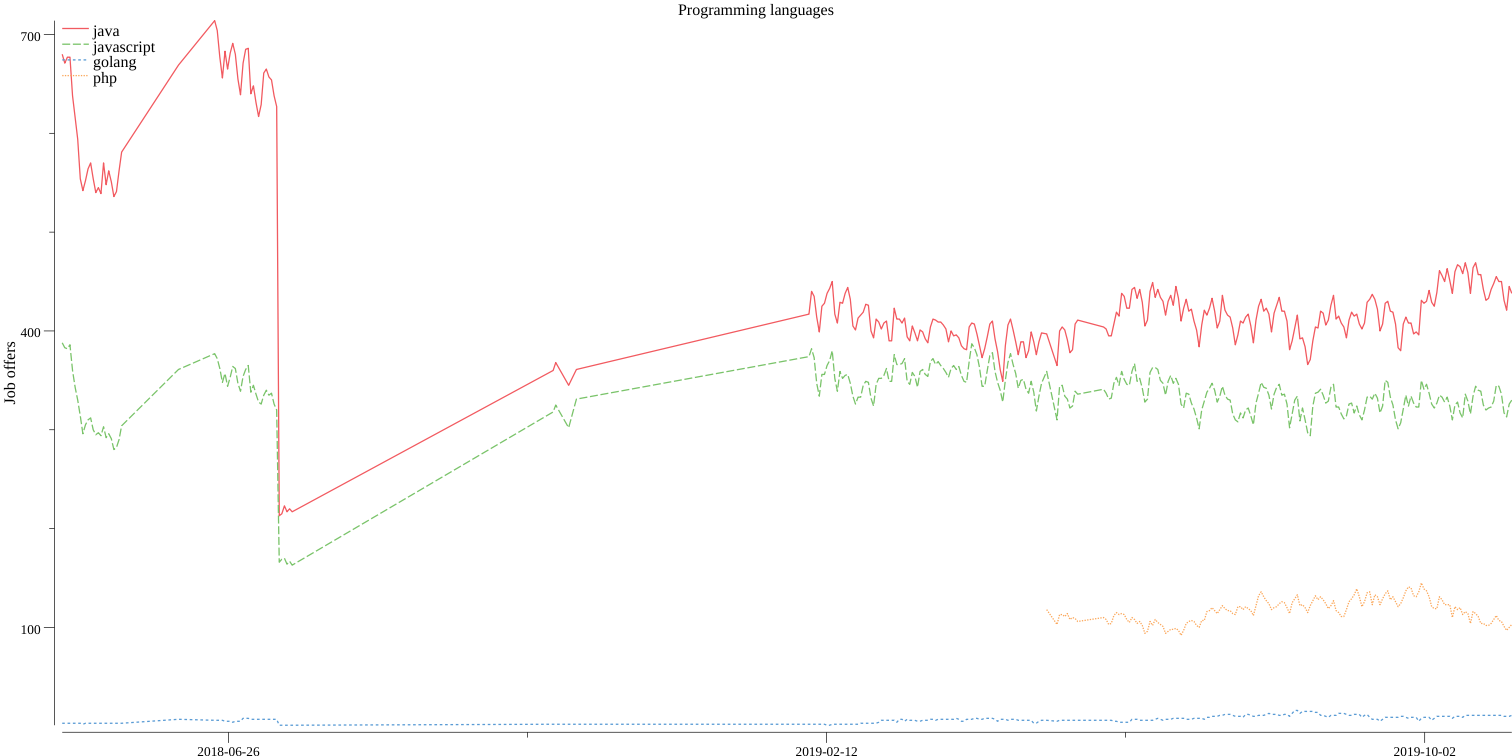 Programming languages
java
javascript
golang
php
700
400
100
Job offers
2018-06-26
2019-02-12
2019-10-02